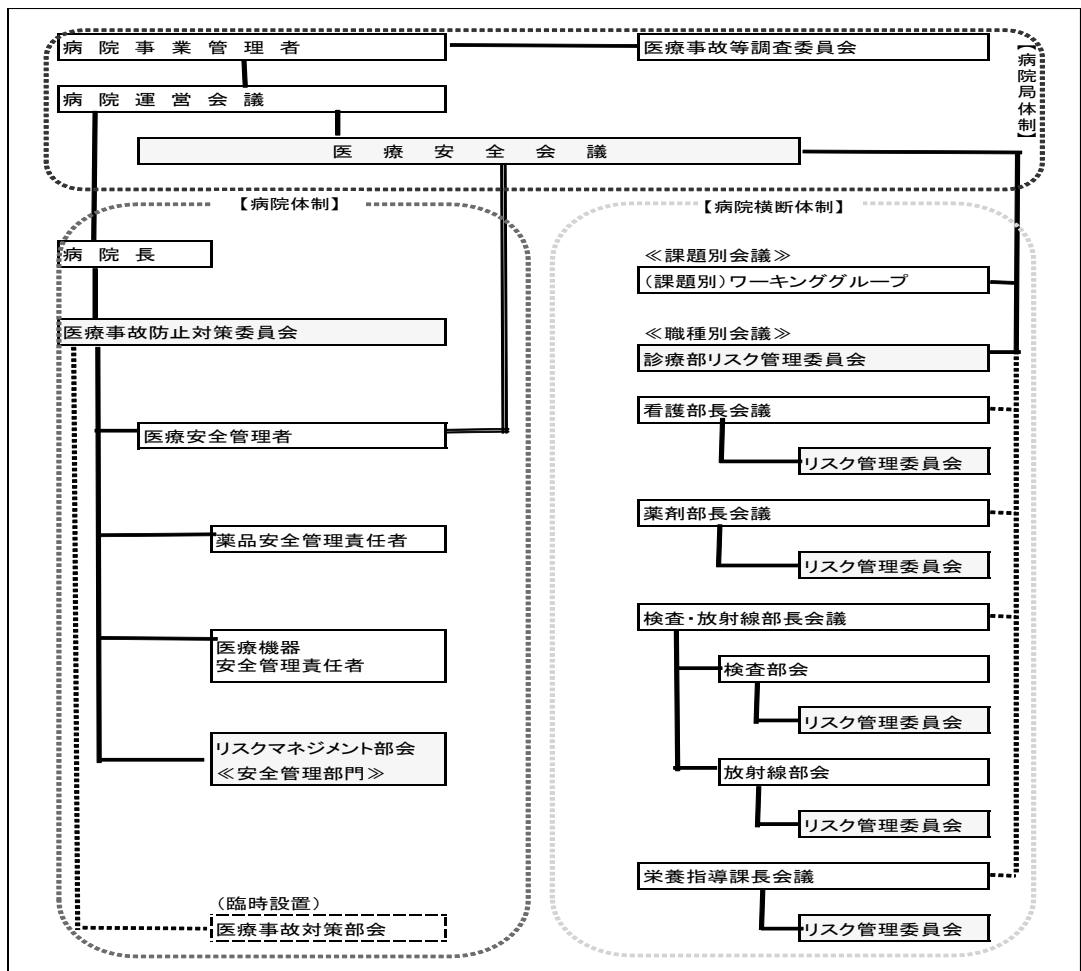 病院事業管理者
医療事故等調査委員会
【病院局体制】
病院運営会議
医療安全会議
【病院体制】
病院長
医療事故防止対策委員会
医療安全管理者
薬品安全管理責任者
医療機器
安全管理責任者
リスクマネジメント部会
≪安全管理部門≫
(臨時設置)
医療事故対策部会
【病院横断体制】
≪課題別会議≫
(課題別)ワーキンググループ
≪職種別会議≫
診療部リスク管理委員会
看護部長会議
リスク管理委員会
薬剤部長会議
リスク管理委員会
検査・放射線部長会議
検査部会
リスク管理委員会
放射線部会
リスク管理委員会
栄養指導課長会議
リスク管理委員会